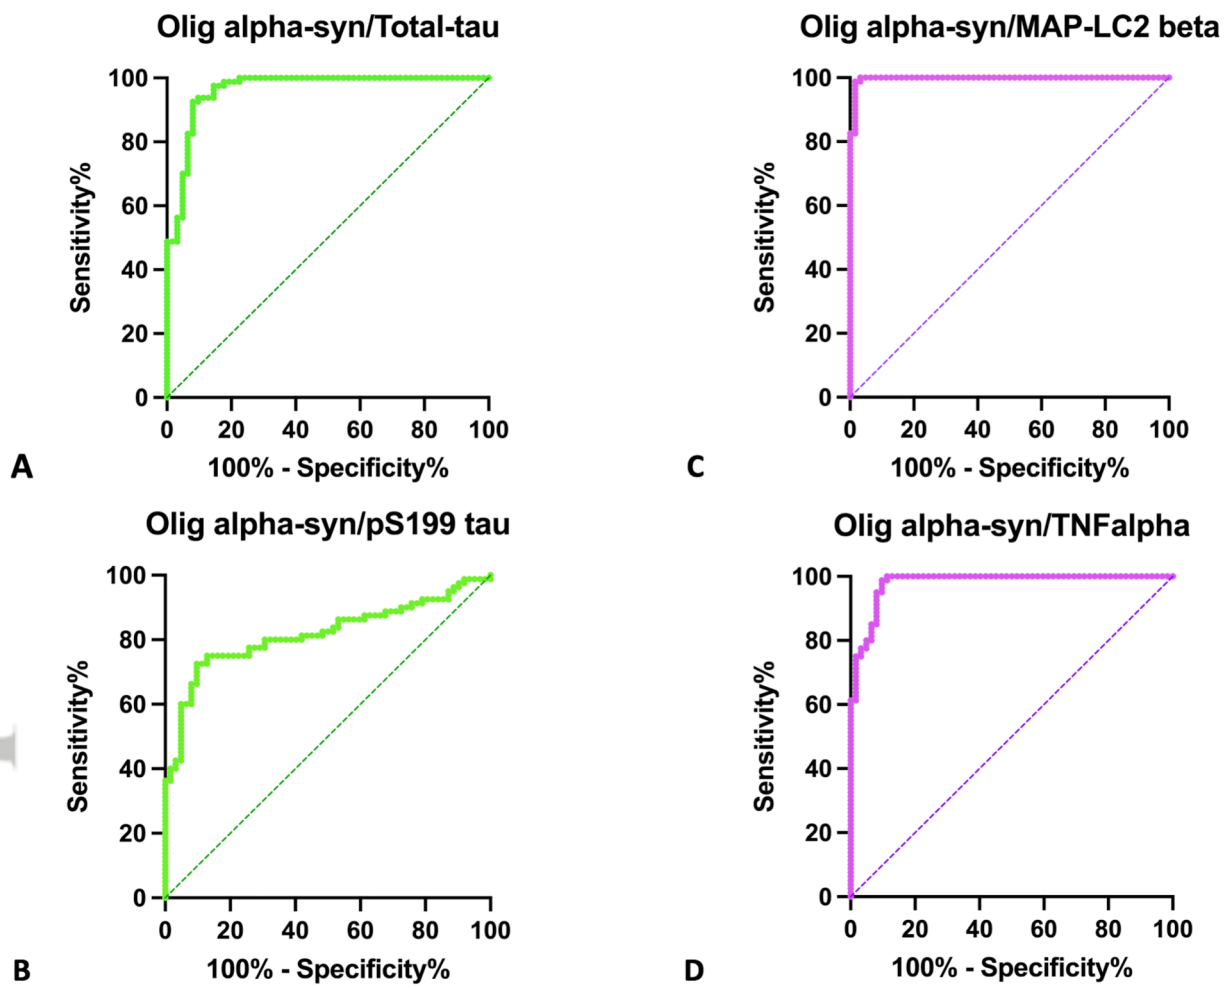 Olig alpha-syn/Total-tau
Sensitivity%
100
80
60
40
20
0
0 20 40 60 80 100
100% - Specificity%
A
Olig alpha-syn/MAP-LC2 beta
Sensitivity%
100
80
60
40
20
0
0 20 40 60 80 100
100% - Specificity%
C
Olig alpha-syn/pS199 tau
Sensitivity%
100
80
60
40
20
0
0 20 40 60 80 100
100% - Specificity%
B
Olig alpha-syn/TNFalpha
Sensitivity%
100
80
60
40
20
0
0 20 40 60 80 100
100% - Specificity%
D